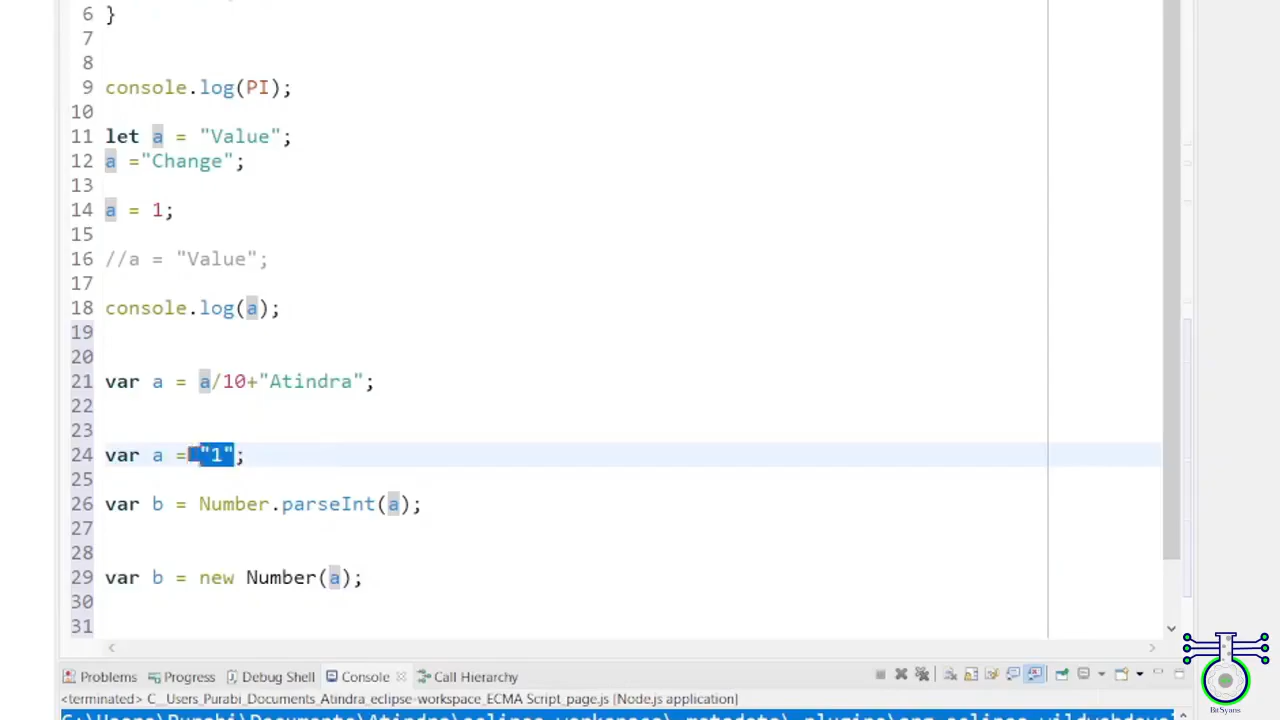 6 }
7
8
9 console.log(PI);
10
11 let a = "Value";
12 a ="Change";
13
14 a = 1;
15
16 //a = "Value";
17
18 console.log(a);
19
20
21 var a = a/10+"Atindra";
22
23
24 var a = "1";
25
26 var b = Number.parseInt(a);
27
28
29 var b = new Number(a);
30
31
Problems Progress Debug Shell Console Call Hierarchy
<terminated> C__Users_Purabi_Documents_Atindra_eclipse-workspace_ECMA Script_page.js [Node.js application]
BitSyans